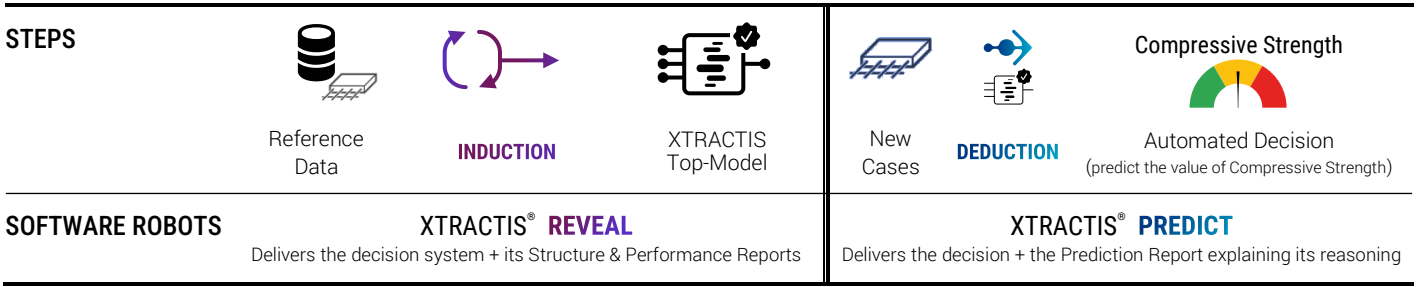 STEPS
Reference
Data
INDUCTION
XTRACTIS
Top-Model
New
Cases
DEDUCTION
Compressive Strength
Automated Decision
(predict the value of Compressive Strength)
SOFTWARE ROBOTS
XTRACTIS® REVEAL
Delivers the decision system + its Structure & Performance Reports
XTRACTIS® PREDICT
Delivers the decision + the Prediction Report explaining its reasoning